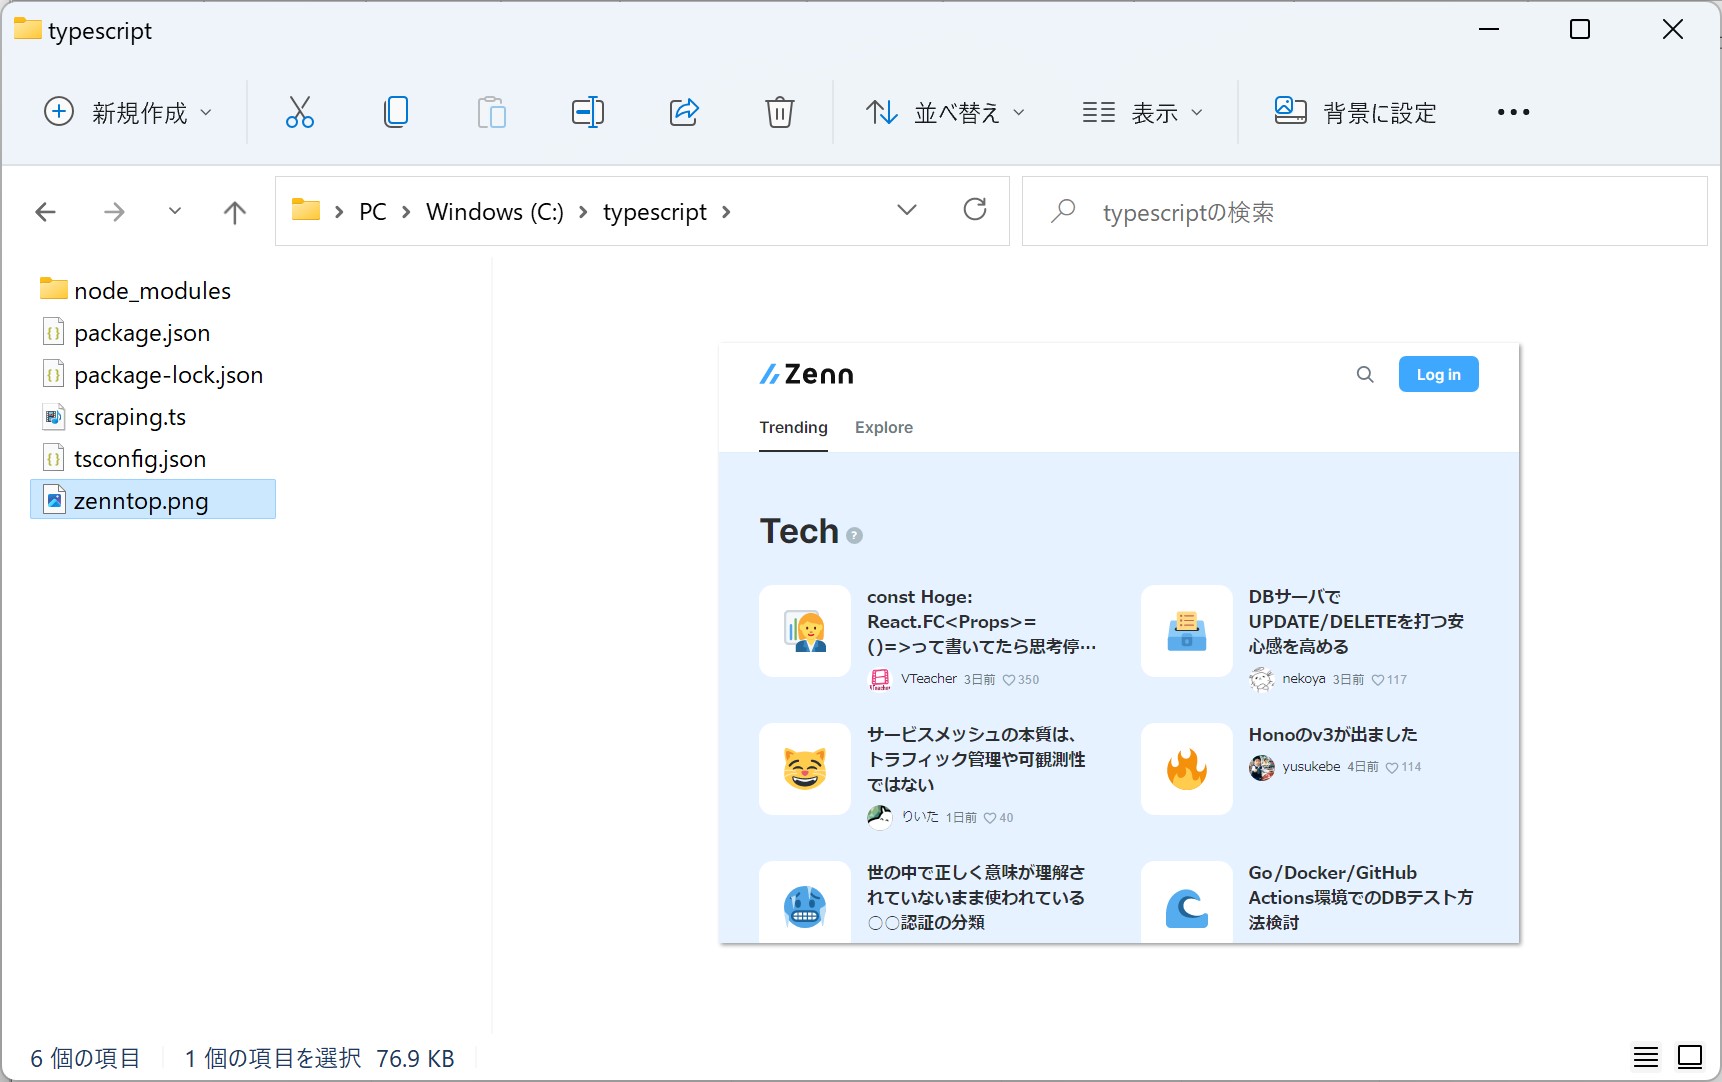 typescript
新規作成
並べ替え
表示
背景に設定
PC
Windows (C:)
typescript
typescriptの検索
node_modules
package.json
package-lock.json
scraping.ts
tsconfig.json
zenntop.png
Zenn
Log in
Trending
Explore
Tech ?
const Hoge:
React.FC<Props>=
()=>って書いてたら思考停…
VTeacher
VTeacher 3日前 350
DBサーバで
UPDATE/DELETEを打つ安
心感を高める
nekoya 3日前 117
サービスメッシュの本質は、
トラフィック管理や可観測性
ではない
りいた 1日前 40
Honoのv3が出ました
yusukebe 4日前 114
世の中で正しく意味が理解さ
れていないまま使われている
○○認証の分類
Go/Docker/GitHub
Actions環境でのDBテスト方
法検討
6 個の項目
1 個の項目を選択 76.9 KB